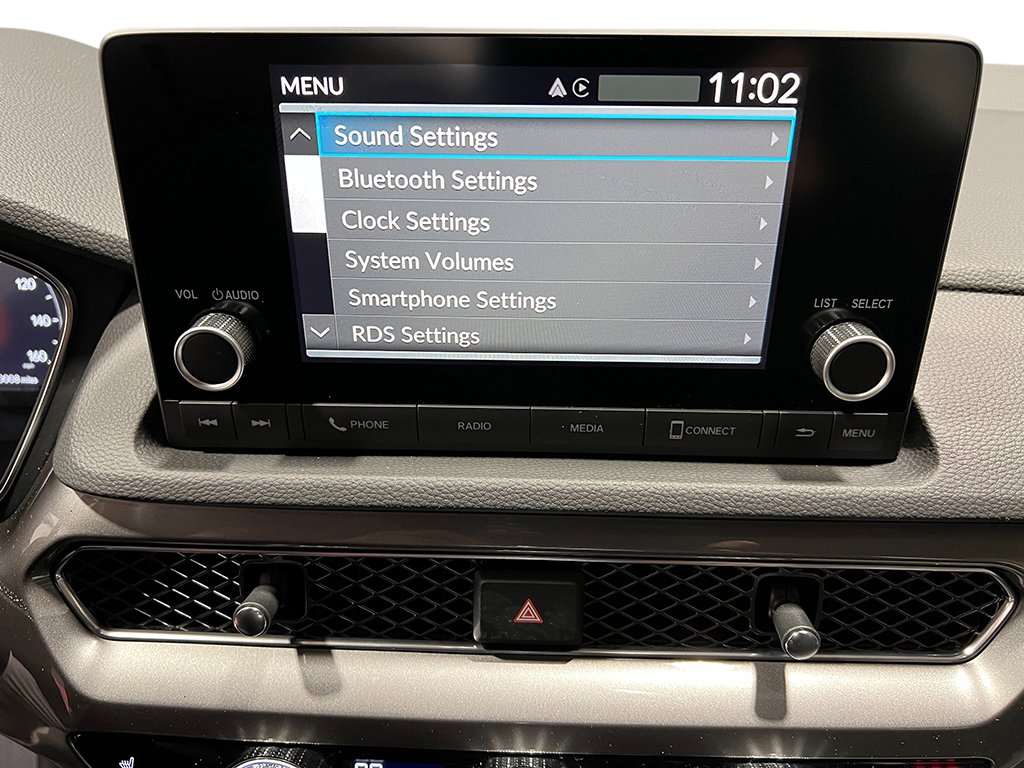 MENU
11:02
Sound Settings
Bluetooth Settings
Clock Settings
System Volumes
Smartphone Settings
RDS Settings
VOL AUDIO
LIST SELECT
PHONE RADIO MEDIA CONNECT MENU
120
140
160
miles